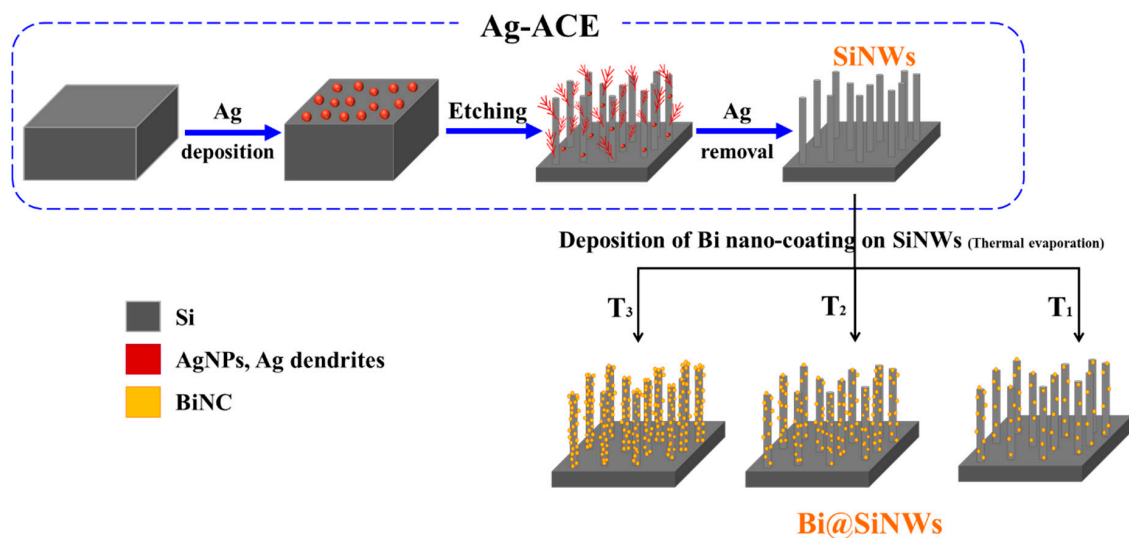 Ag-ACE
SiNWs
Ag
deposition
Etching
Ag
removal
Deposition of Bi nano-coating on SiNWs (Thermal evaporation)
T3
T2
T1
Si
AgNPs, Ag dendrites
BiNC
Bi@SiNWs